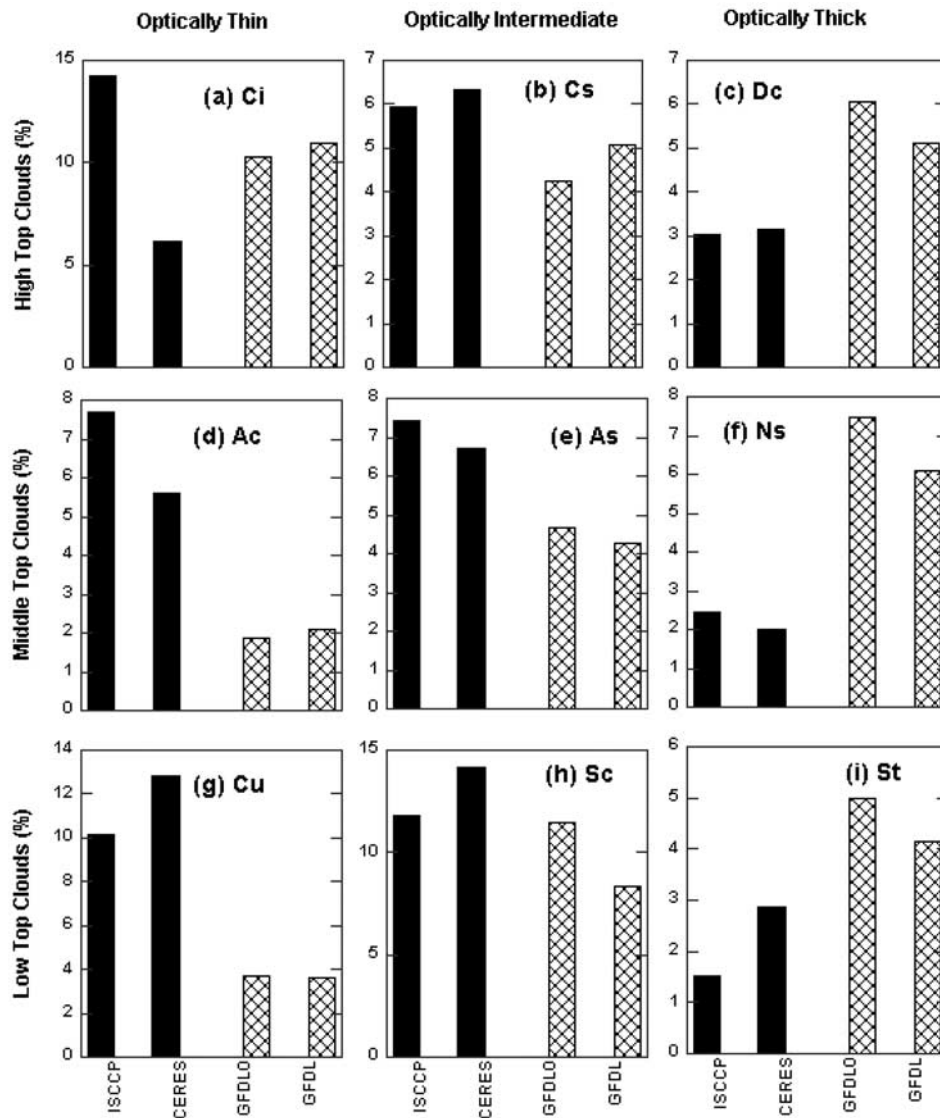 Optically Thin
Optically Intermediate
Optically Thick
High Top Clouds (%)
15
10
5
0
(a) Ci
7
6
5
4
3
2
1
0
(b) Cs
7
6
5
4
3
2
1
0
(c) Dc
Middle Top Clouds (%)
8
7
6
5
4
3
2
1
0
(d) Ac
8
7
6
5
4
3
2
1
0
(e) As
8
7
6
5
4
3
2
1
0
(f) Ns
Low Top Clouds (%)
14
12
10
8
6
4
2
0
(g) Cu
15
10
5
0
(h) Sc
6
5
4
3
2
1
0
(i) St
ISCCP
CERES
GFDLO
GFDL
ISCCP
CERES
GFDLO
GFDL
ISCCP
CERES
GFDLO
GFDL